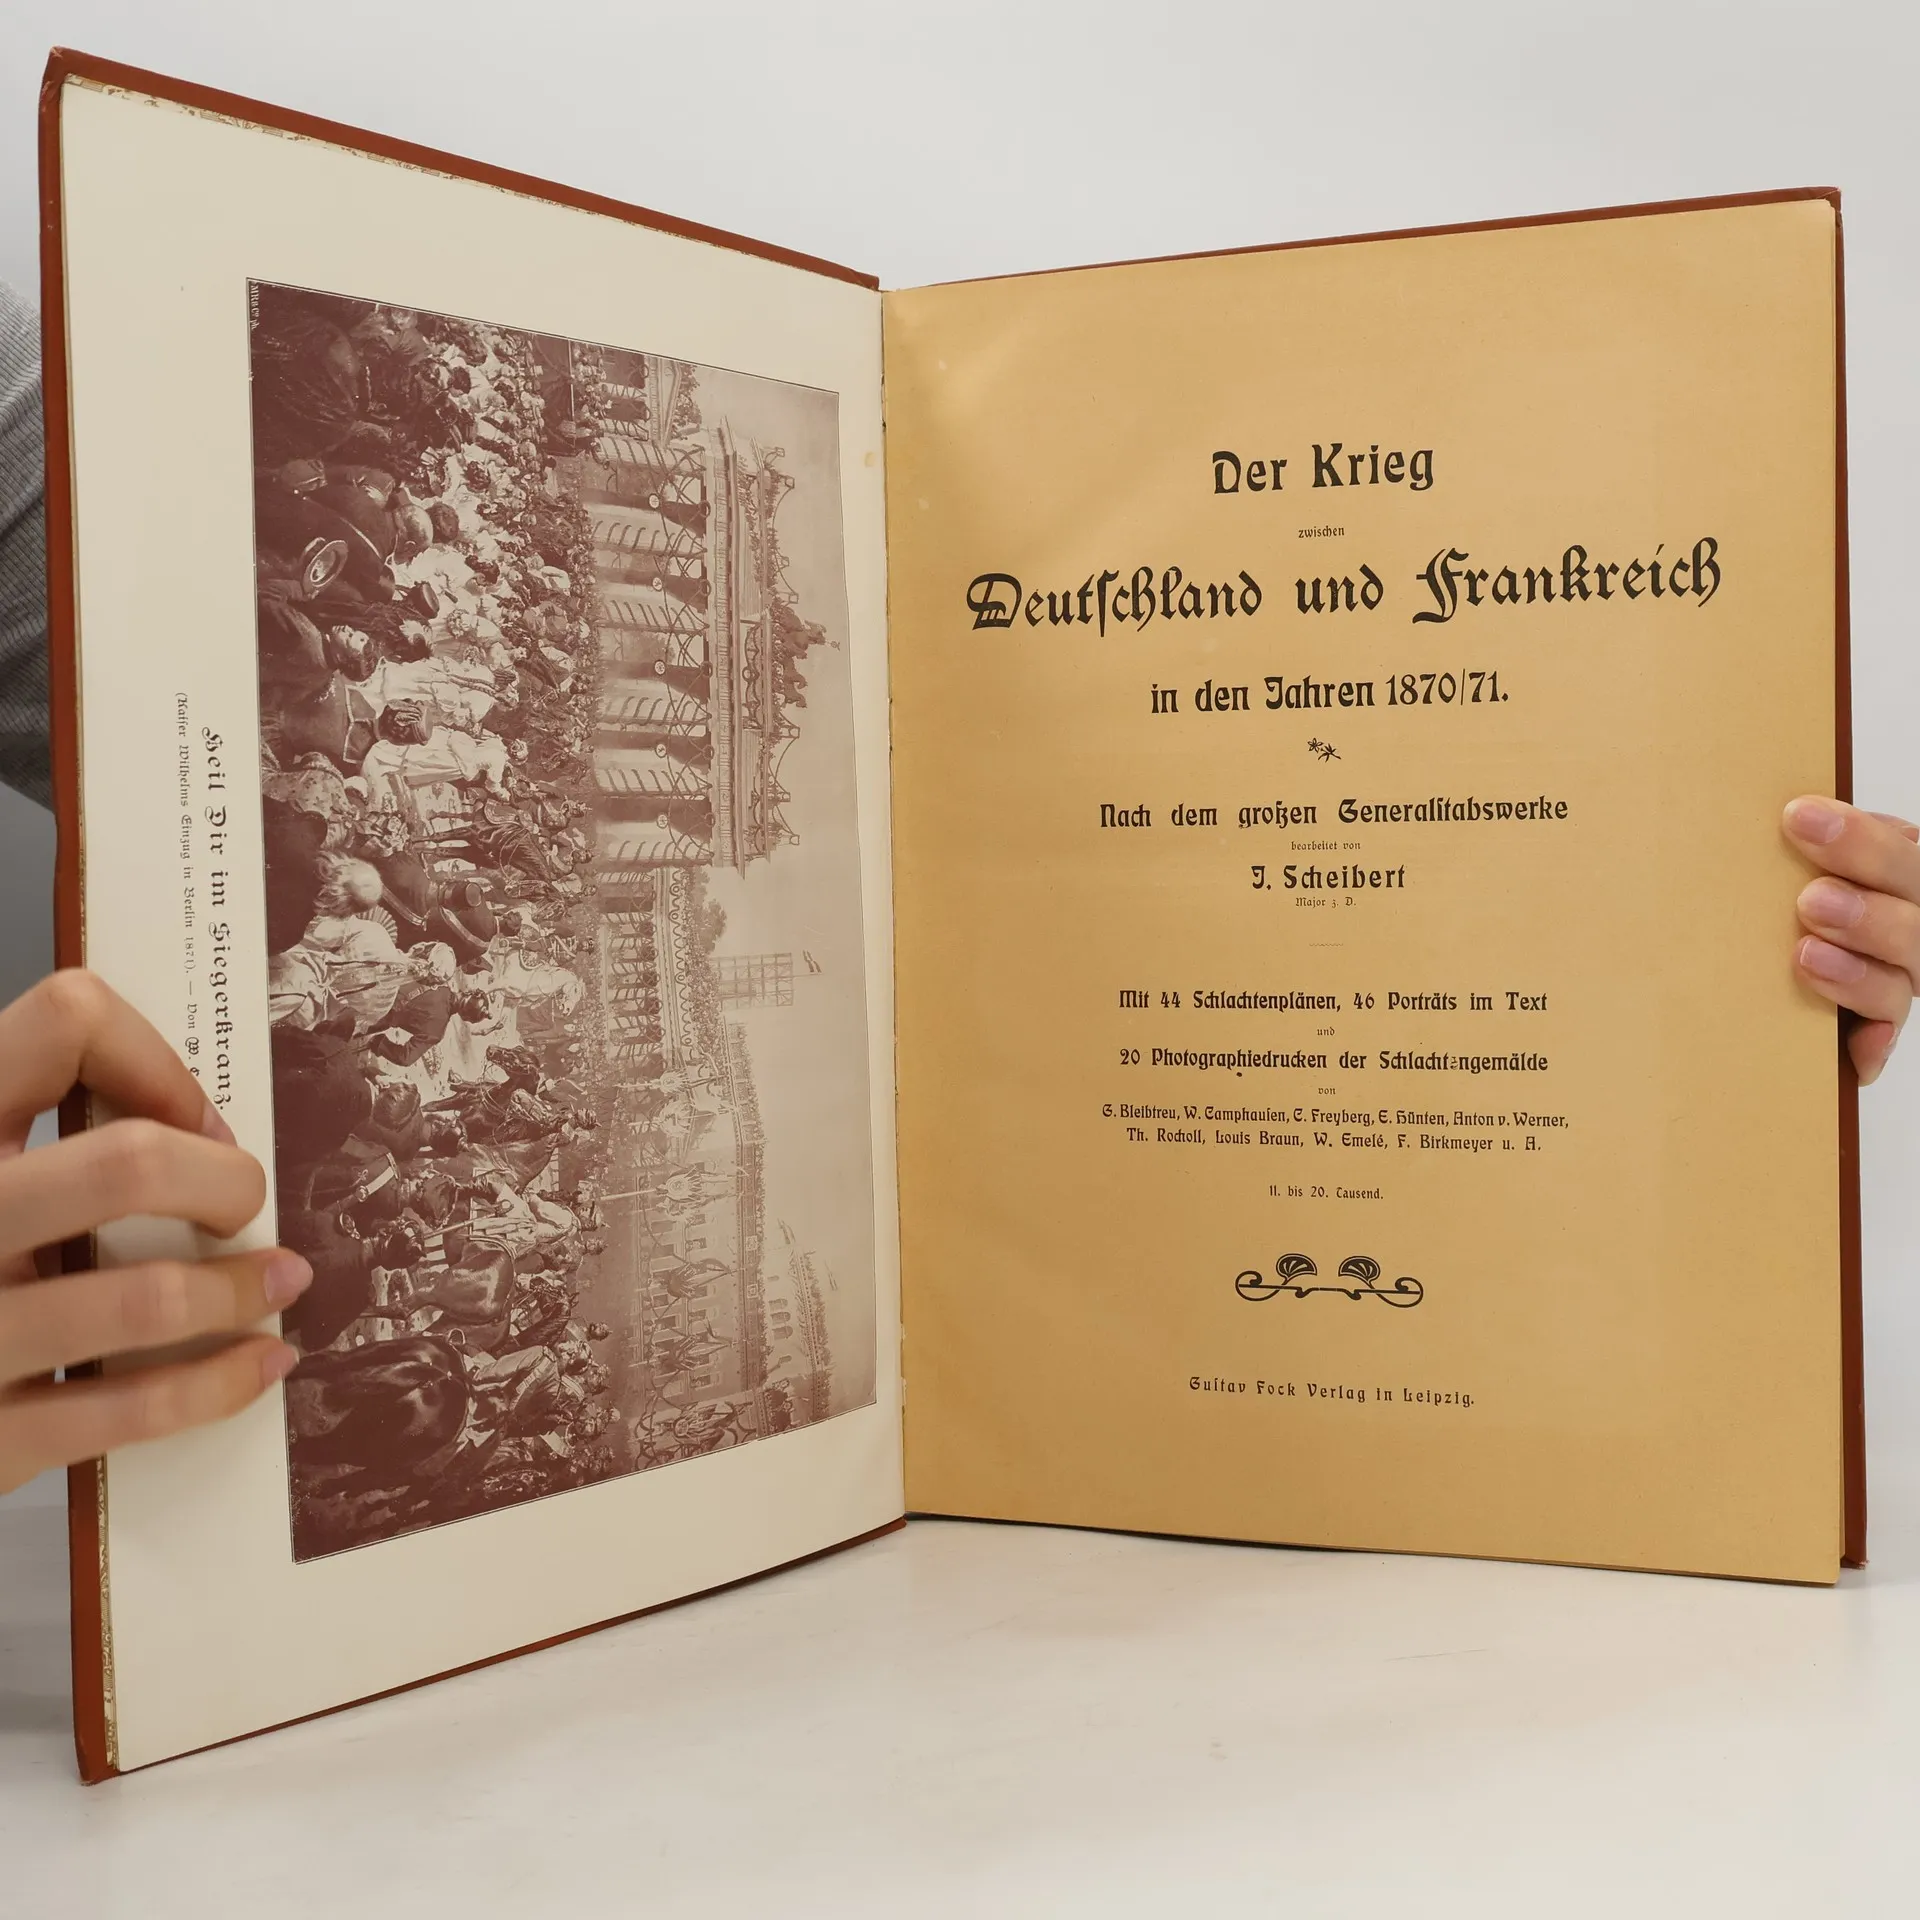 MRB.Co. ph.
Heil Dir im Siegerkranz.
(Kaiser Wilhelms Einzug in Berlin 1871). — Von W.
Der Krieg
zwischen
Deutſchland und Frankreich
in den Jahren 1870/71.
Nach dem großen Generalſtabswerke
bearbeitet von
J. Scheibert
Major z. D.
Mit 44 Schlachtenplänen, 46 Porträts im Text
und
20 Photographiedrucken der Schlachtengemälde
von
G. Bleibtreu, W. Camphauſen, C. Freyberg, E. Hünten, Anton v. Werner,
Th. Rocholl, Louis Braun, W. Emelé, F. Birkmeyer u. A.
11. bis 20. Tauſend.
Guſtav Fock Verlag in Leipzig.